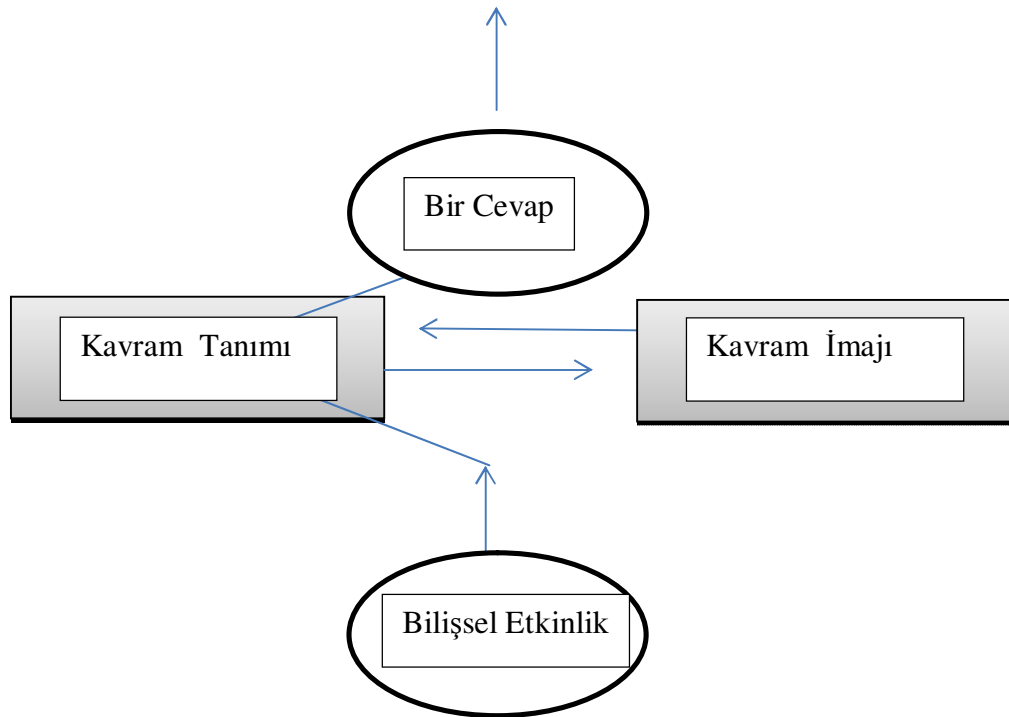 Bir Cevap
Kavram Tanımı
Kavram İmajı
Bilişsel Etkinlik